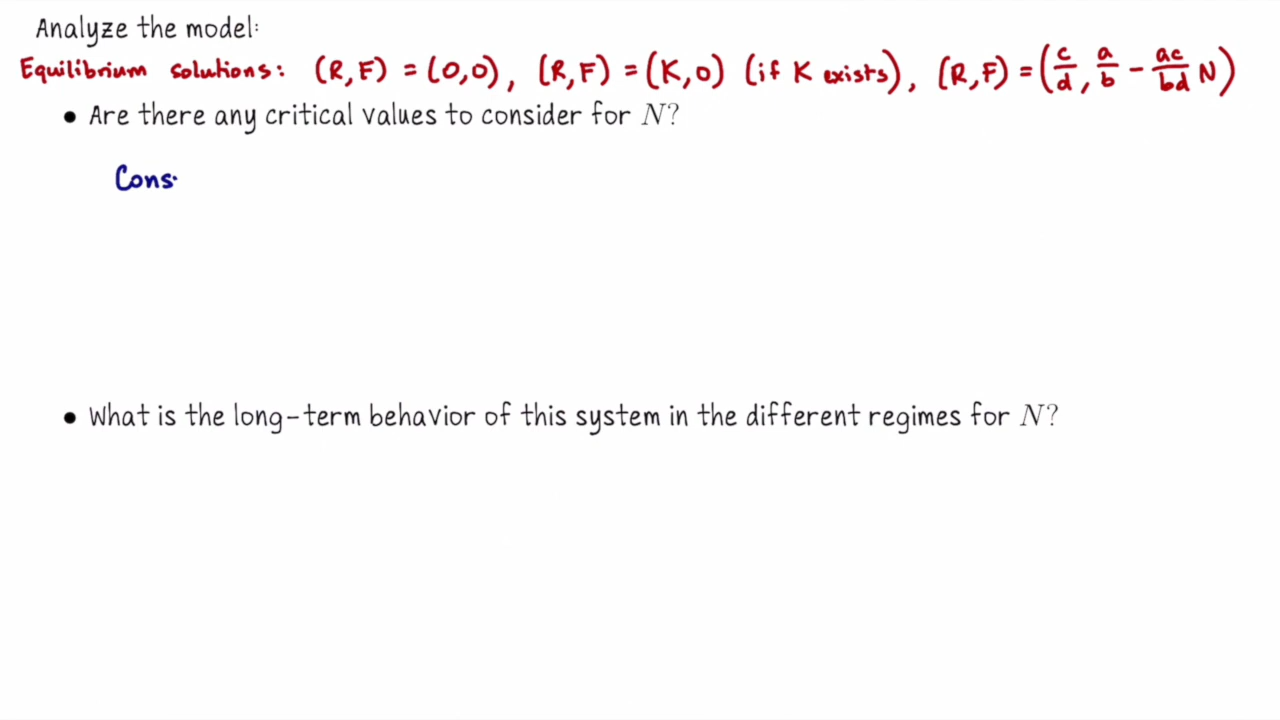 Analyze the model:
Equilibrium solutions: (R,F) = (0,0), (R,F) = (K,0) (if K exists), (R,F) = (c/d, a/b - ac/bd N)
• Are there any critical values to consider for N?
Cons
• What is the long-term behavior of this system in the different regimes for N?